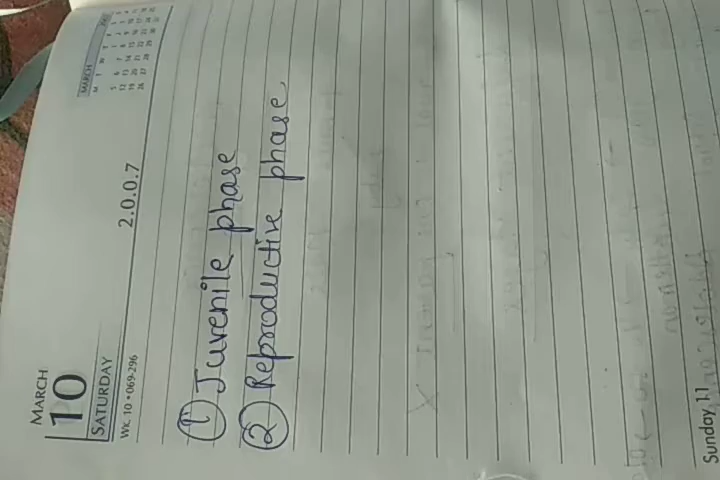 MARCH
10
SATURDAY
Wk 10 • 069-296
2.0.0.7
MARCH
① Juvenile phase
② Reproductive phase
Sunday 11